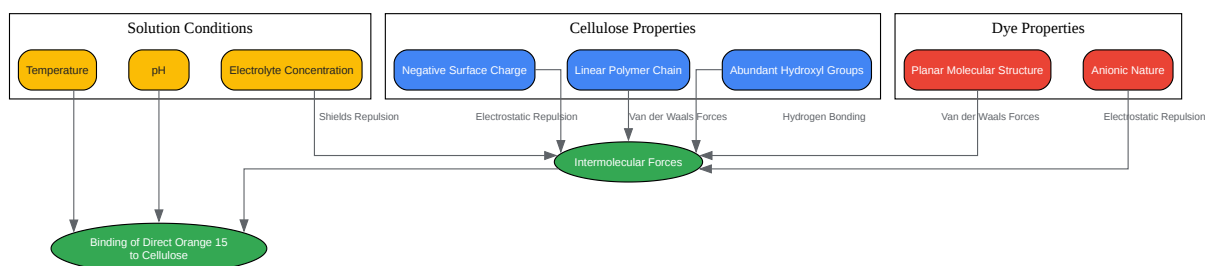 Solution Conditions
Cellulose Properties
Dye Properties
Temperature
pH
Electrolyte Concentration
Negative Surface Charge
Linear Polymer Chain
Abundant Hydroxyl Groups
Planar Molecular Structure
Anionic Nature
Shields Repulsion
Electrostatic Repulsion
Van der Waals Forces
Hydrogen Bonding
Van der Waals Forces
Electrostatic Repulsion
Intermolecular Forces
Binding of Direct Orange 15
to Cellulose